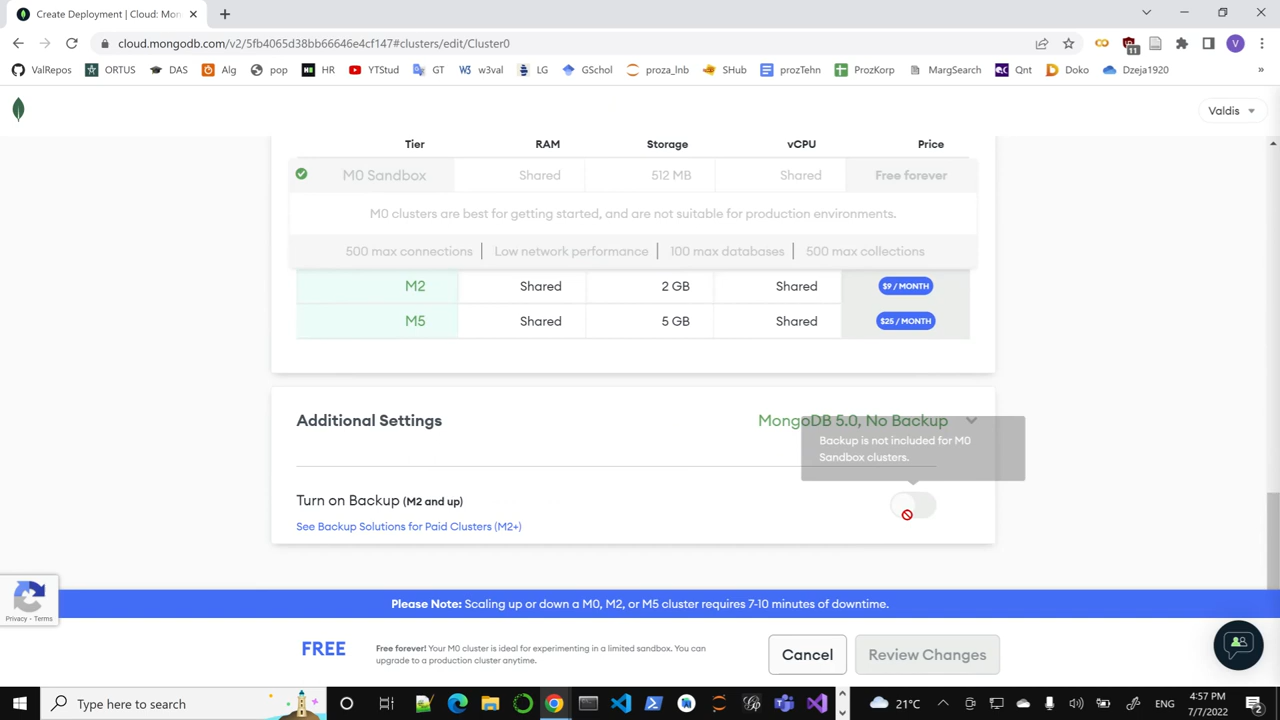 Create Deployment | Cloud: Mon
cloud.mongodb.com/v2/5fb4065d38bb66646e4cf147#clusters/edit/Cluster0
11
V
ValRepos ORTUS DAS Alg pop HR YTStud GT W3 w3val LG GSchol proza_lnb SHub prozTehn ProzKorp MargSearch Qnt Doko Dzeja1920 »
Valdis
Tier RAM Storage vCPU Price
M0 Sandbox Shared 512 MB Shared Free forever
M0 clusters are best for getting started, and are not suitable for production environments.
500 max connections Low network performance 100 max databases 500 max collections
M2 Shared 2 GB Shared $9 / MONTH
M5 Shared 5 GB Shared $25 / MONTH
Additional Settings MongoDB 5.0, No Backup
Backup is not included for M0
Sandbox clusters.
Turn on Backup (M2 and up)
See Backup Solutions for Paid Clusters (M2+)
Privacy - Terms
Please Note: Scaling up or down a M0, M2, or M5 cluster requires 7-10 minutes of downtime.
FREE
Free forever! Your M0 cluster is ideal for experimenting in a limited sandbox. You can
upgrade to a production cluster anytime.
Cancel Review Changes
Type here to search
21°C
ENG
4:57 PM
7/7/2022
2